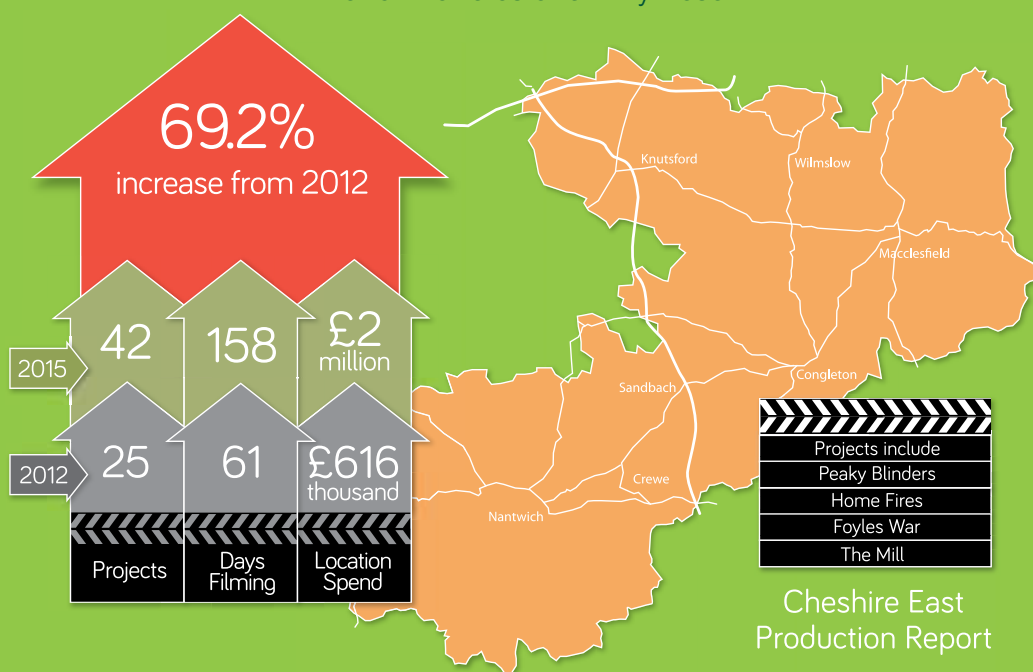 69.2%
increase from 2012
2015
42
158
£2
million
2012
25
61
£616
thousand
Projects
Days
Filming
Location
Spend
Knutsford
Wilmslow
Macclesfield
Congleton
Sandbach
Crewe
Nantwich
Projects include
Peaky Blinders
Home Fires
Foyles War
The Mill
Cheshire East
Production Report